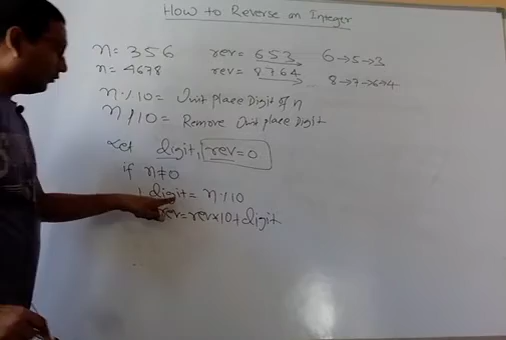 How to Reverse an Integer
n = 356 rev = 653 6→5→3
n = 4678 rev = 8764 8→7→6→4
n % 10 = Unit place Digit of n
n / 10 = Remove Unit place Digit
Let digit, rev = 0
if n ≠ 0
digit = n % 10
rev = rev×10 + digit